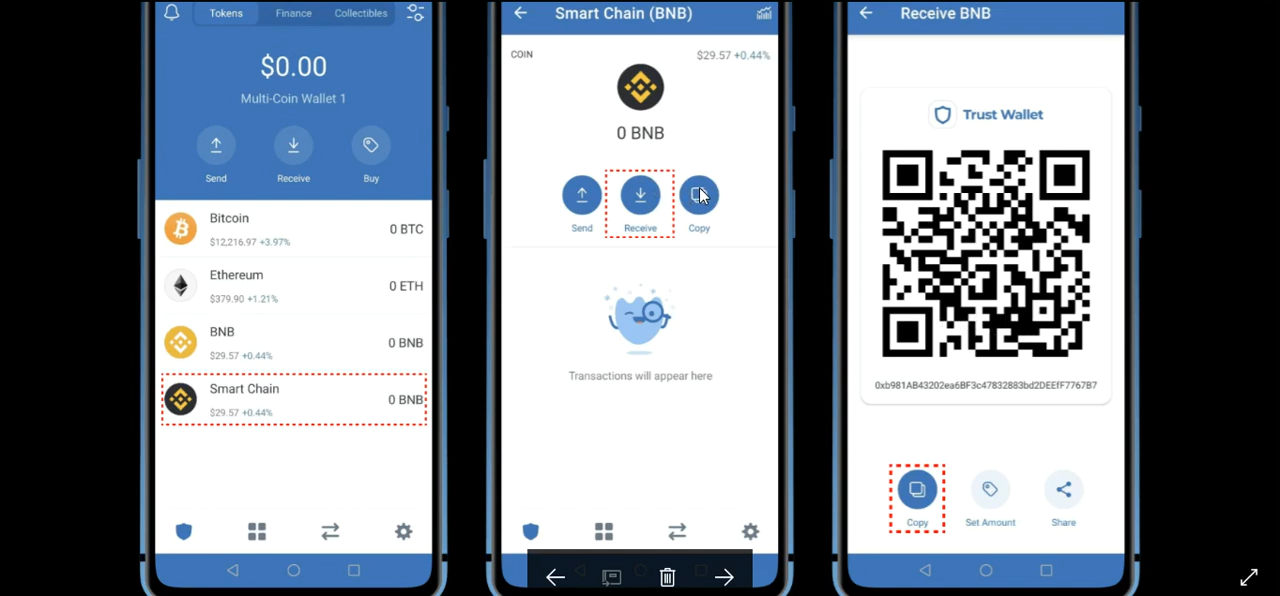 Tokens
Finance
Collectibles
$0.00
Multi-Coin Wallet 1
Send
Receive
Buy
Bitcoin
$12,216.97 +3.97%
0 BTC
Ethereum
$379.90 +1.21%
0 ETH
BNB
$29.57 +0.44%
0 BNB
Smart Chain
$29.57 +0.44%
0 BNB
Smart Chain (BNB)
COIN
$29.57 +0.44%
0 BNB
Send
Receive
Copy
Transactions will appear here
Receive BNB
Trust Wallet
0xb981AB43202ea6BF3c47832883bd2DEEfF7767B7
Copy
Set Amount
Share